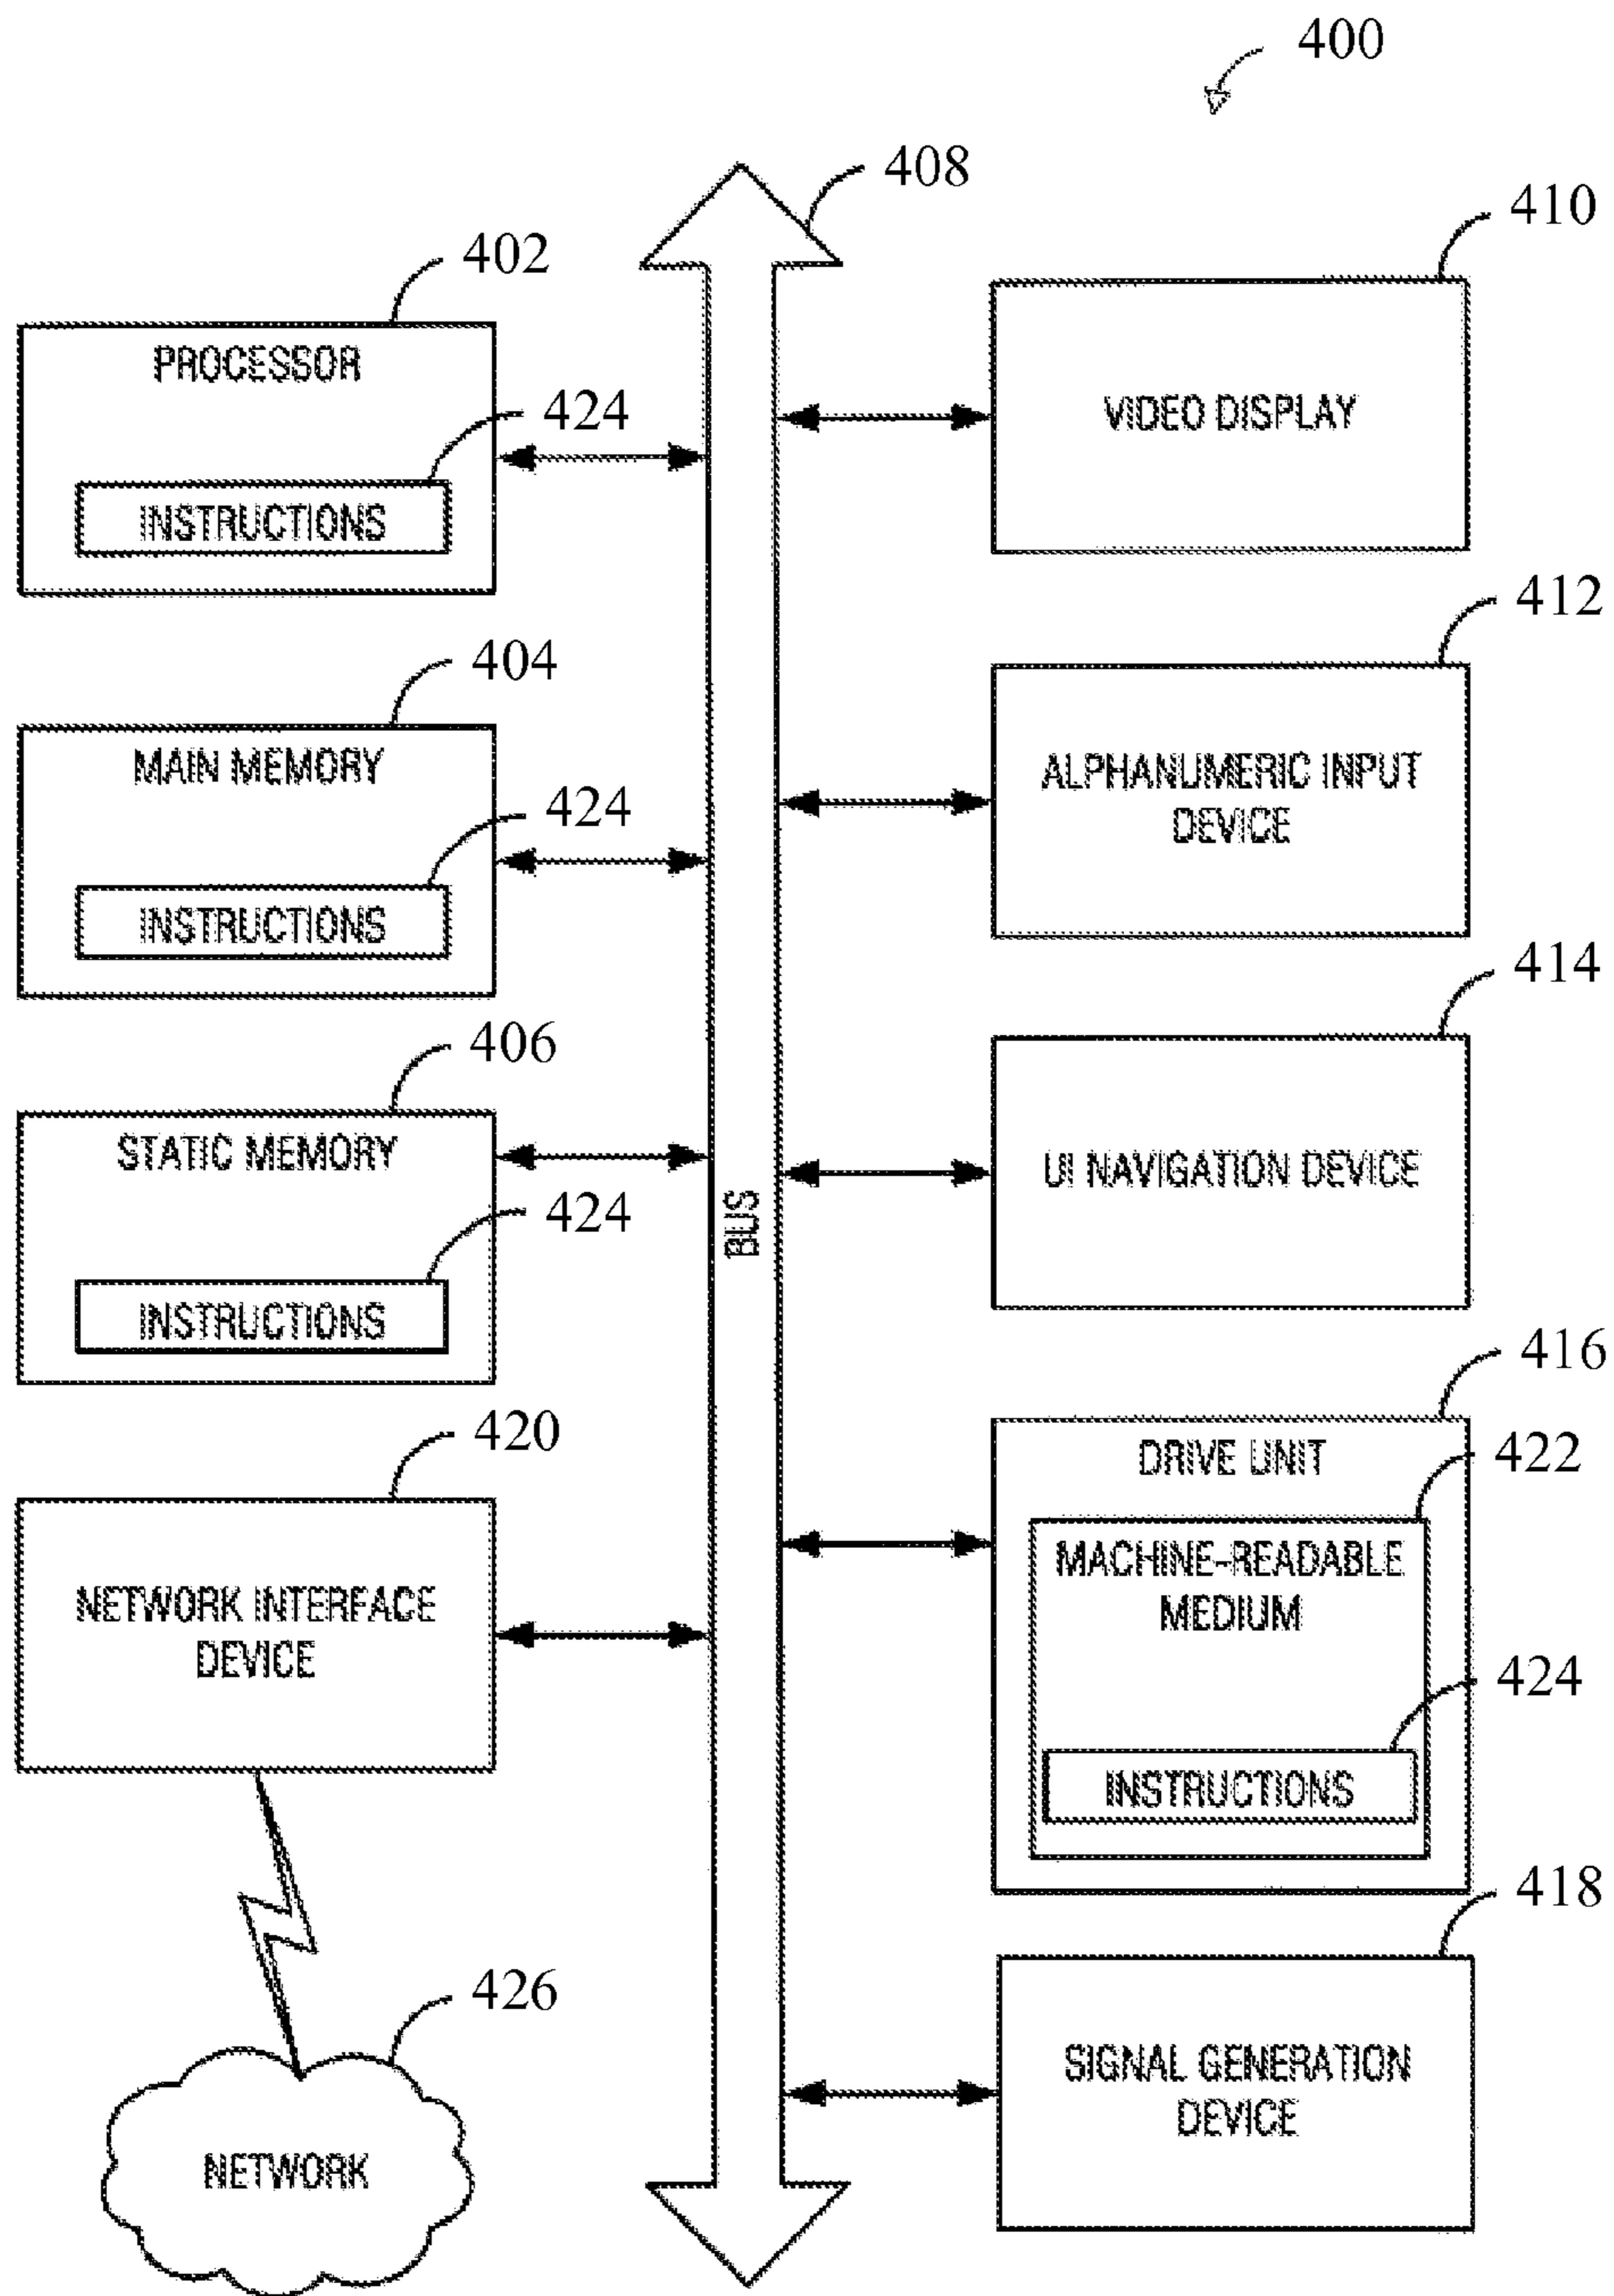 400
408
402
PROCESSOR
424
INSTRUCTIONS
404
MAIN MEMORY
424
INSTRUCTIONS
406
STATIC MEMORY
424
INSTRUCTIONS
420
NETWORK INTERFACE
DEVICE
426
NETWORK
BUS
410
VIDEO DISPLAY
412
ALPHANUMERIC INPUT
DEVICE
414
UI NAVIGATION DEVICE
416
DRIVE UNIT
422
MACHINE-READABLE
MEDIUM
424
INSTRUCTIONS
418
SIGNAL GENERATION
DEVICE